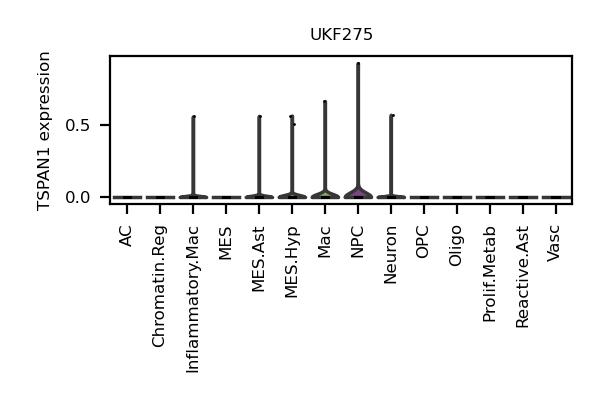 UKF275
TSPAN1 expression
0.5
0.0
AC
Chromatin.Reg
Inflammatory.Mac
MES
MES.Ast
MES.Hyp
Mac
NPC
Neuron
OPC
Oligo
Prolif.Metab
Reactive.Ast
Vasc